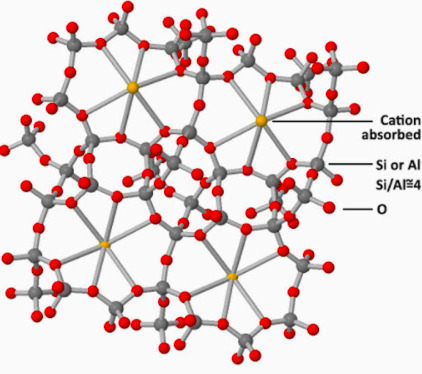 Cation
absorbed
Si or Al
Si/Al≅4
O